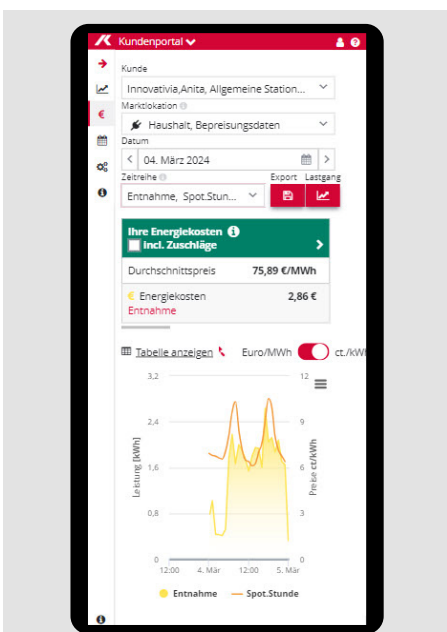 Kundenportal
Kunde
Innovativia,Anita, Allgemeine Station...
Marktlokation
Haushalt, Bepreisungsdaten
Datum
04. März 2024
Zeitreihe Export Lastgang
Entnahme, Spot.Stun...
Ihre Energiekosten
Incl. Zuschläge
Durchschnittspreis 75,89 €/MWh
€ Energiekosten 2,86 €
Entnahme
Tabelle anzeigen Euro/MWh ct./kWh
3,2 12
2,4 9
1,6 6
0,8 3
0 0
Leistung [kWh]
Preise ct/kWh
12:00 4. Mär 12:00 5. Mär
Entnahme Spot.Stunde